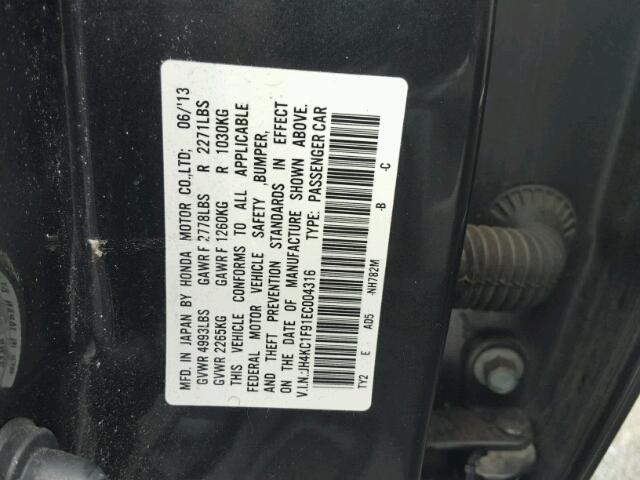 MFD. IN JAPAN BY HONDA MOTOR CO.,LTD; 06/'13
GVWR 4993LBS GAWR F 2778LBS R 2271LBS
GVWR 2265KG GAWR F 1260KG R 1030KG
THIS VEHICLE CONFORMS TO ALL APPLICABLE
FEDERAL MOTOR VEHICLE SAFETY ,BUMPER,
AND THEFT PREVENTION STANDARDS IN EFFECT
ON THE DATE OF MANUFACTURE SHOWN ABOVE.
V.I.N.:JH4KC1F91EC004316 TYPE: PASSENGER CAR
TY2 E AD5 -NH782M -B -C